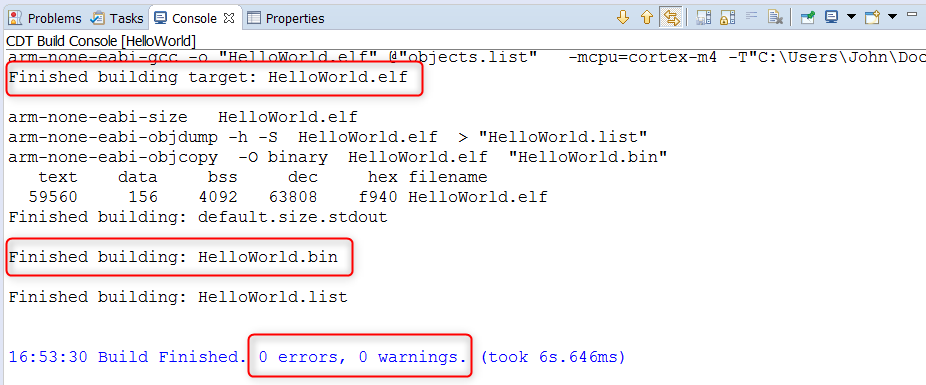 Problems Tasks Console Properties
CDT Build Console [HelloWorld]
arm-none-eabi-gcc -o "HelloWorld.elf" @"objects.list" -mcpu=cortex-m4 -T"C:\Users\John\Doc
Finished building target: HelloWorld.elf
arm-none-eabi-size HelloWorld.elf
arm-none-eabi-objdump -h -S HelloWorld.elf > "HelloWorld.list"
arm-none-eabi-objcopy -O binary HelloWorld.elf "HelloWorld.bin"
text data bss dec hex filename
59560 156 4092 63808 f940 HelloWorld.elf
Finished building: default.size.stdout
Finished building: HelloWorld.bin
Finished building: HelloWorld.list
16:53:30 Build Finished. 0 errors, 0 warnings. (took 6s.646ms)